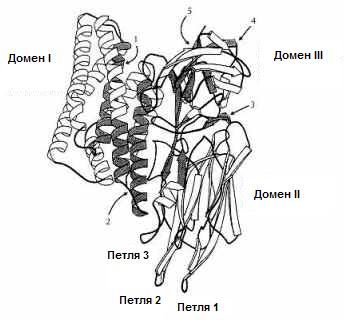 5
4
Домен I
1
Домен III
3
Домен II
2
Петля 3
Петля 2
Петля 1